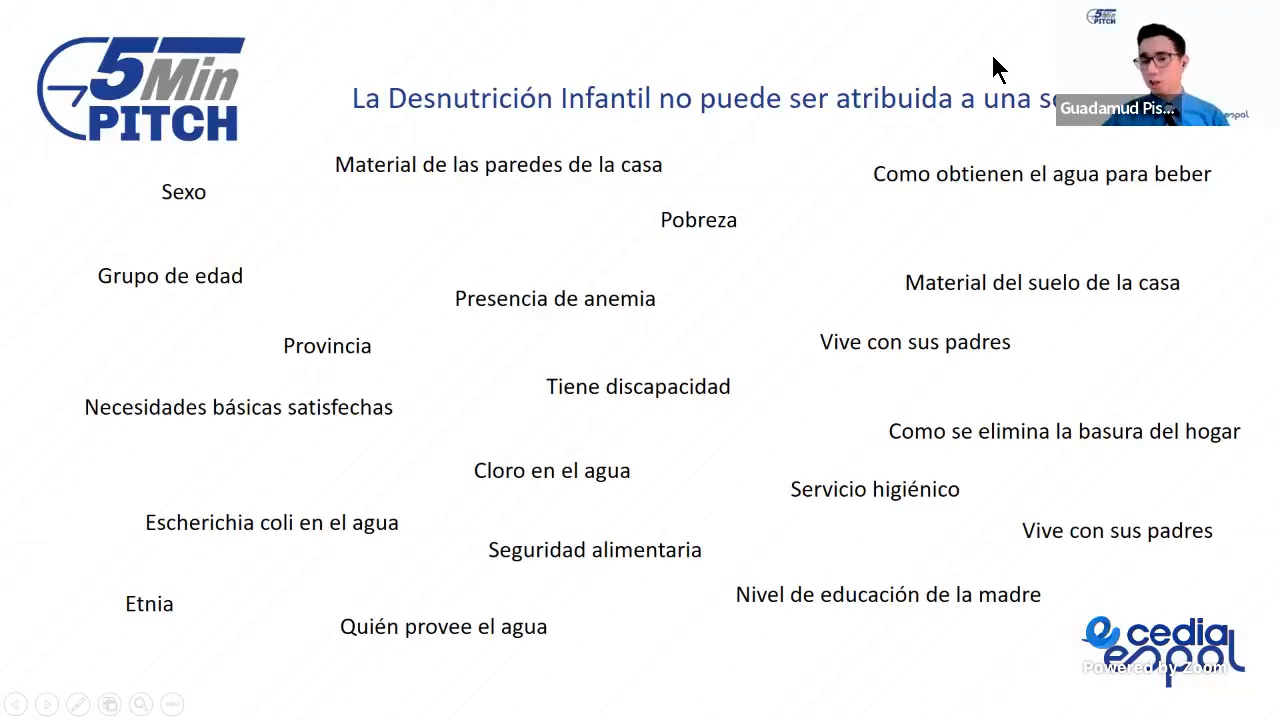 5Min
PITCH
5Min
PITCH
La Desnutrición Infantil no puede ser atribuida a una
Guadamud Pis...
espol
Material de las paredes de la casa
Como obtienen el agua para beber
Sexo
Pobreza
Grupo de edad
Presencia de anemia
Material del suelo de la casa
Provincia
Vive con sus padres
Tiene discapacidad
Necesidades básicas satisfechas
Como se elimina la basura del hogar
Cloro en el agua
Servicio higiénico
Escherichia coli en el agua
Vive con sus padres
Seguridad alimentaria
Nivel de educación de la madre
Etnia
Quién provee el agua
cedia
espol
Powered by Zoom